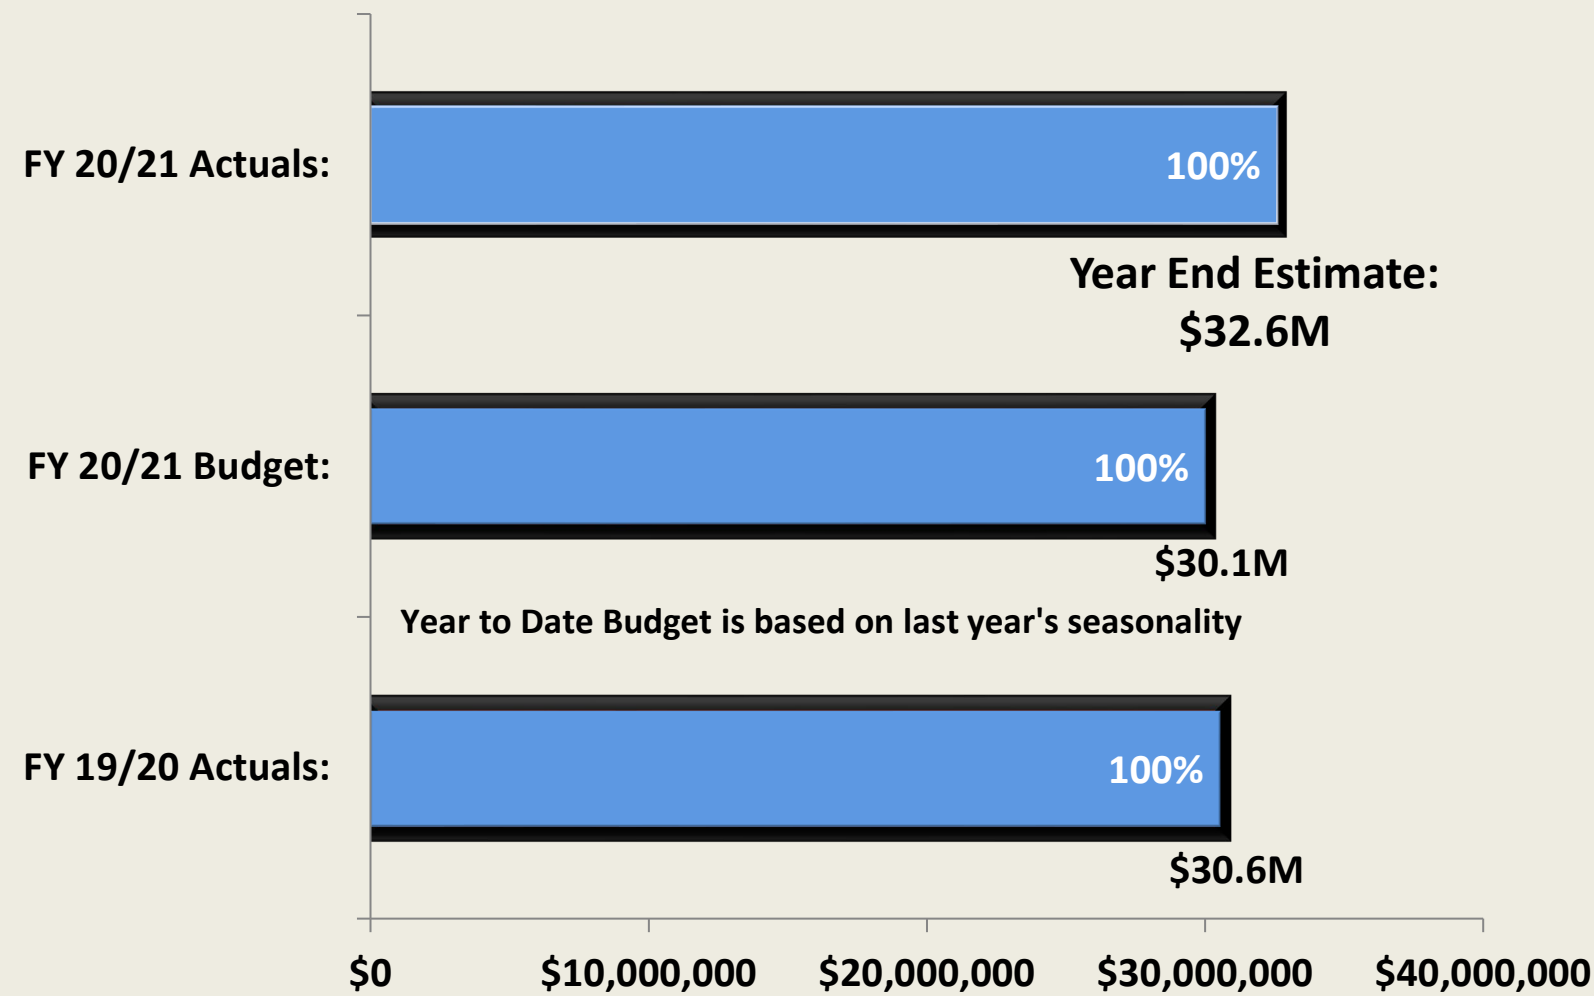 FY 20/21 Actuals:
100%
Year End Estimate:
$32.6M
FY 20/21 Budget:
100%
$30.1M
Year to Date Budget is based on last year's seasonality
FY 19/20 Actuals:
100%
$30.6M
$0
$10,000,000
$20,000,000
$30,000,000
$40,000,000